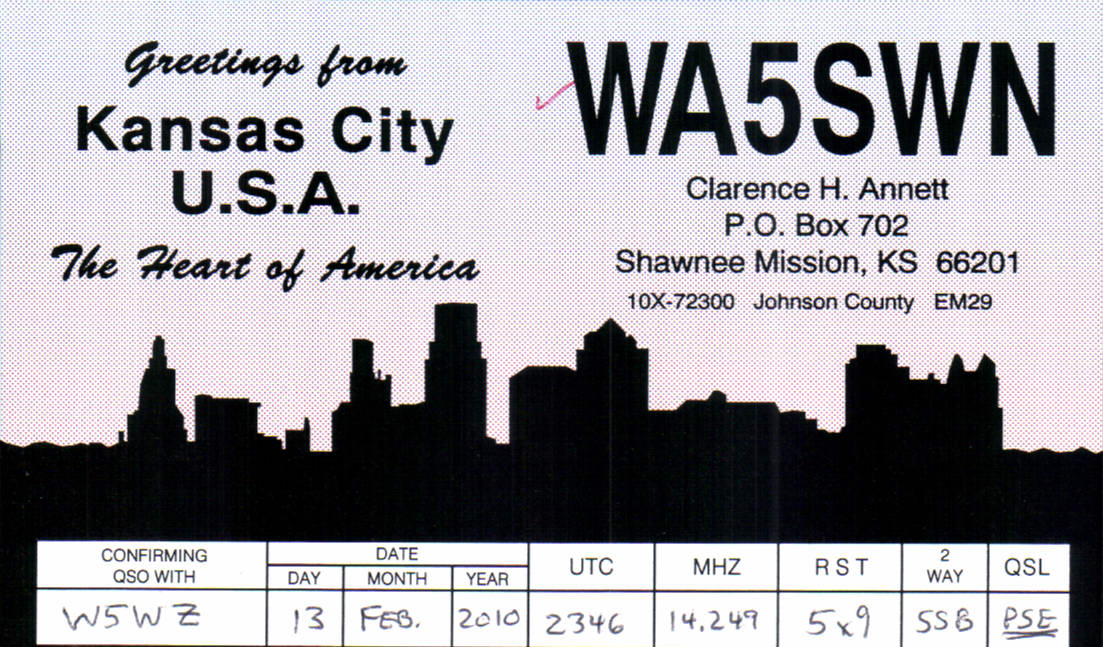 Greetings from
Kansas City
U.S.A.
The Heart of America
WA5SWN
Clarence H. Annett
P.O. Box 702
Shawnee Mission, KS 66201
10X-72300 Johnson County EM29
CONFIRMING QSO WITH
DATE
DAY MONTH YEAR
UTC
MHZ
RST
2 WAY
QSL
W5WZ 13 FEB. 2010 2346 14.249 5x9 SSB PSE